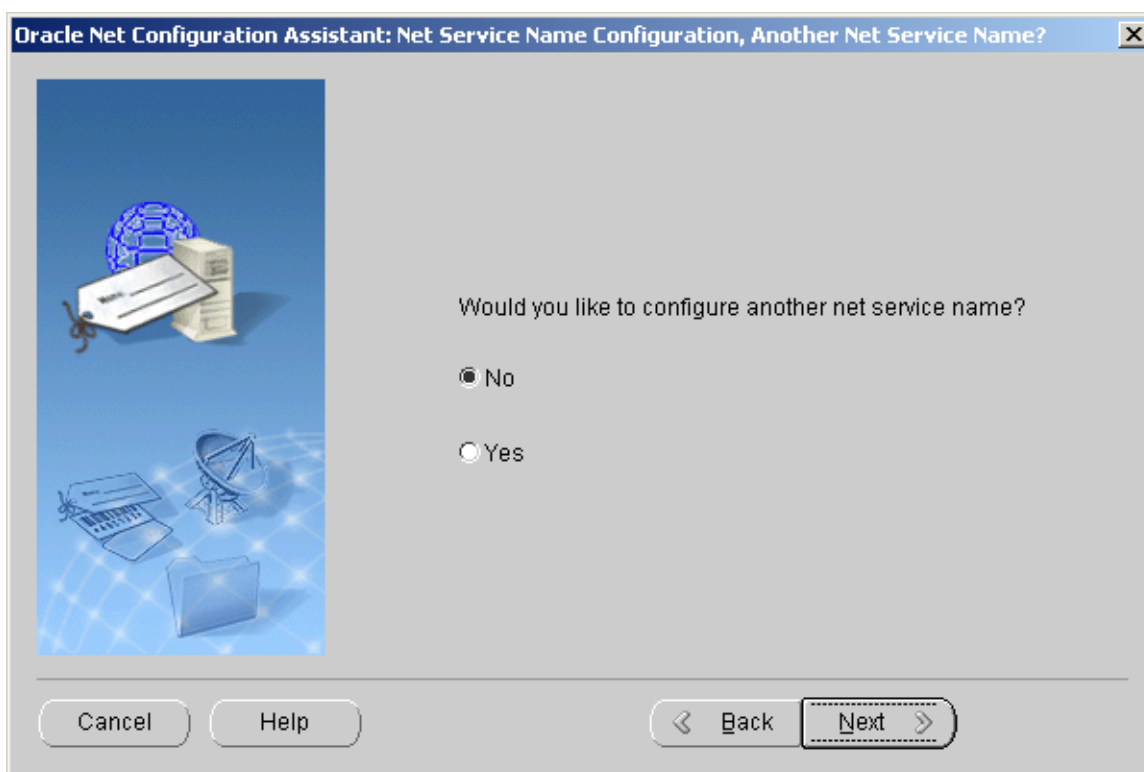 Oracle Net Configuration Assistant: Net Service Name Configuration, Another Net Service Name?
Would you like to configure another net service name?
No
Yes
Cancel
Help
Back
Next